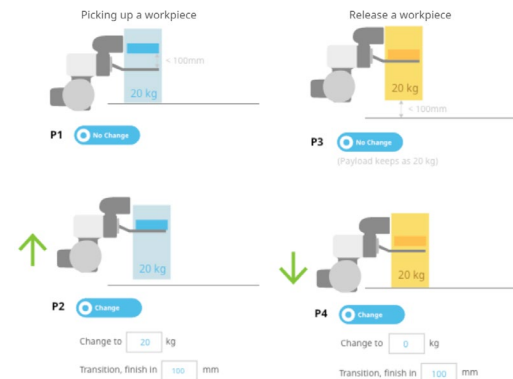 Picking up a workpiece
< 100mm
20 kg
P1 No Change
P2 Change
20 kg
Change to 20 kg
Transition, finish in 100 mm
Release a workpiece
20 kg
< 100mm
P3 No Change
(Payload keeps as 20 kg)
20 kg
P4 Change
Change to 0 kg
Transition, finish in 100 mm